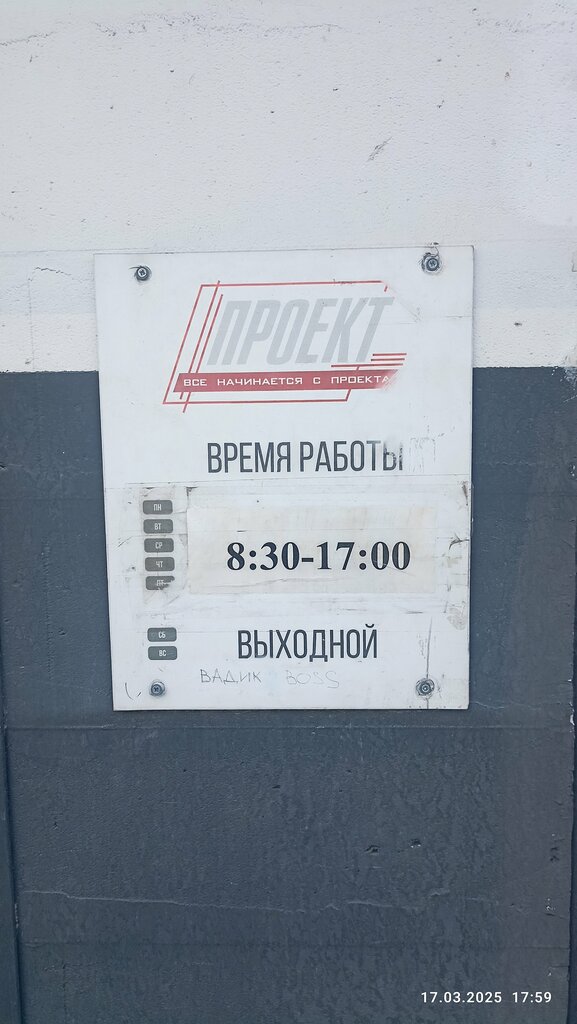 ПРОЕКТ
ВСЕ НАЧИНАЕТСЯ С ПРОЕКТА
ВРЕМЯ РАБОТЫ
ПН
ВТ
СР
ЧТ
ПТ
8:30-17:00
СБ
ВС
ВЫХОДНОЙ
ВАДИК BOSS
17.03.2025 17:59